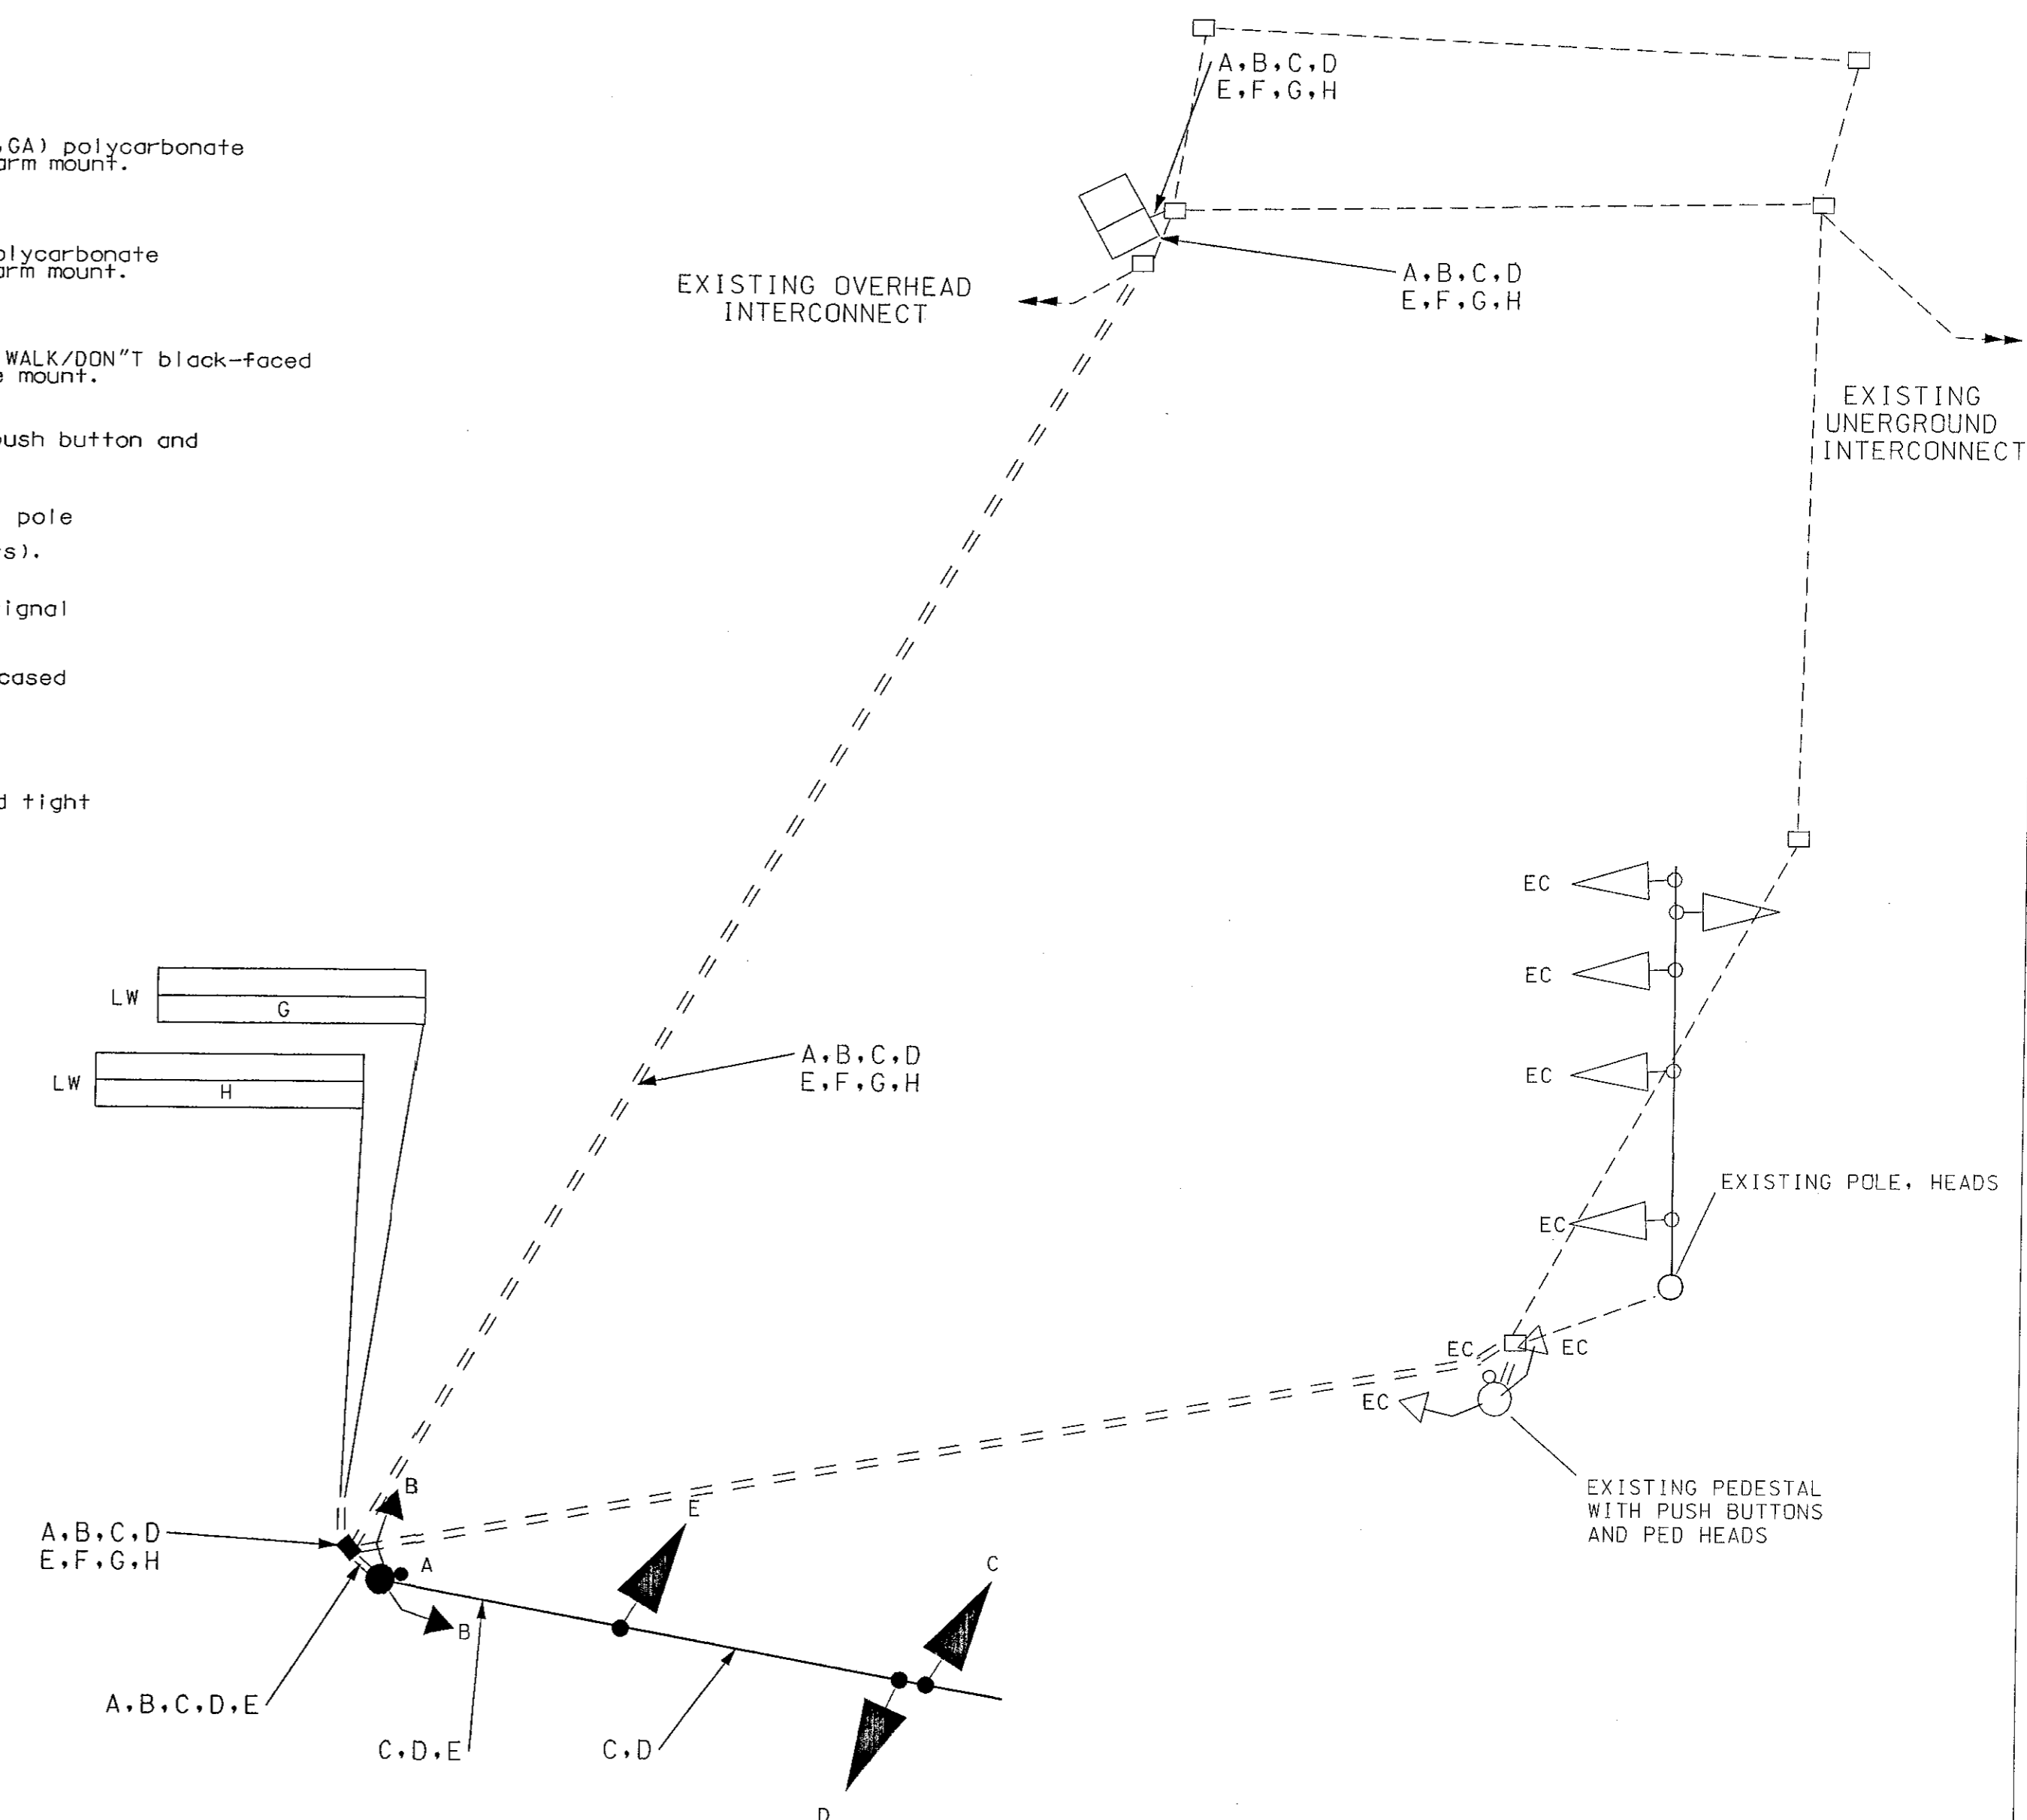 ,GA) polycarbonate
arm mount.
olycarbonate
arm mount.
WALK/DON"T black-faced
e mount.
push button and
pole
s).
ignal
cased
d tight
A,B,C,D
E,F,G,H
EXISTING OVERHEAD
INTERCONNECT
A,B,C,D
E,F,G,H
EXISTING
UNERGROUND
INTERCONNECT
EC
EC
EC
EC
LW
G
LW
H
A,B,C,D
E,F,G,H
EXISTING POLE, HEADS
EC
EC
EC
EXISTING PEDESTAL
WITH PUSH BUTTONS
AND PED HEADS
B
E
A,B,C,D
E,F,G,H
A
C
B
A,B,C,D,E
C,D,E
C,D
D